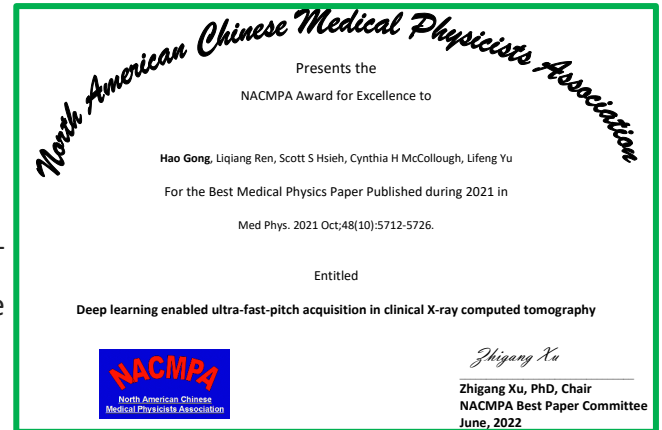 North American Chinese Medical Physicists Association
Presents the
NACMPA Award for Excellence to
Hao Gong, Liqiang Ren, Scott S Hsieh, Cynthia H McCollough, Lifeng Yu
For the Best Medical Physics Paper Published during 2021 in
Med Phys. 2021 Oct;48(10):5712-5726.
Entitled
Deep learning enabled ultra-fast-pitch acquisition in clinical X-ray computed tomography
NACMPA
North American Chinese
Medical Physicists Association
Zhigang Xu
Zhigang Xu, PhD, Chair
NACMPA Best Paper Committee
June, 2022